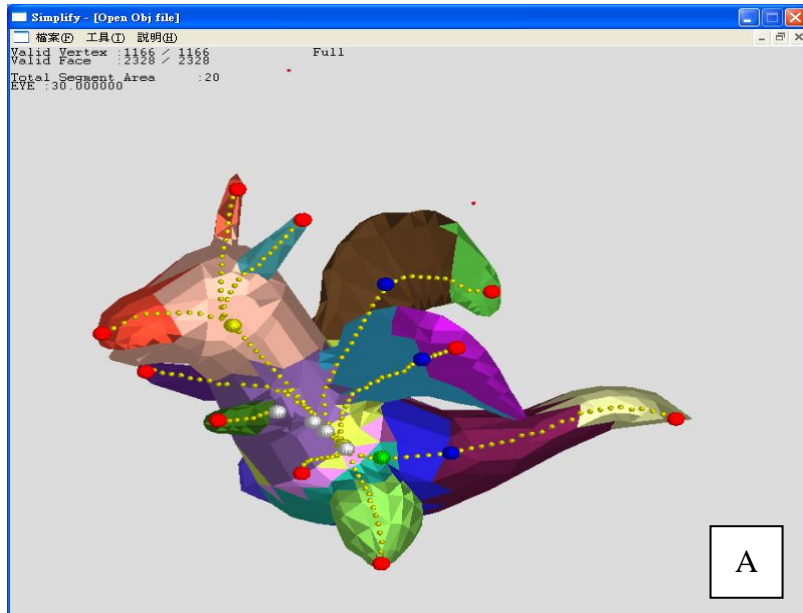 Simplify - [Open Obj file]
檔案(F) 工具(T) 說明(H)
Valid Vertex :1166 / 1166 Full
Valid Face :2328 / 2328
Total Segment Area :20
EYE :30.000000
A